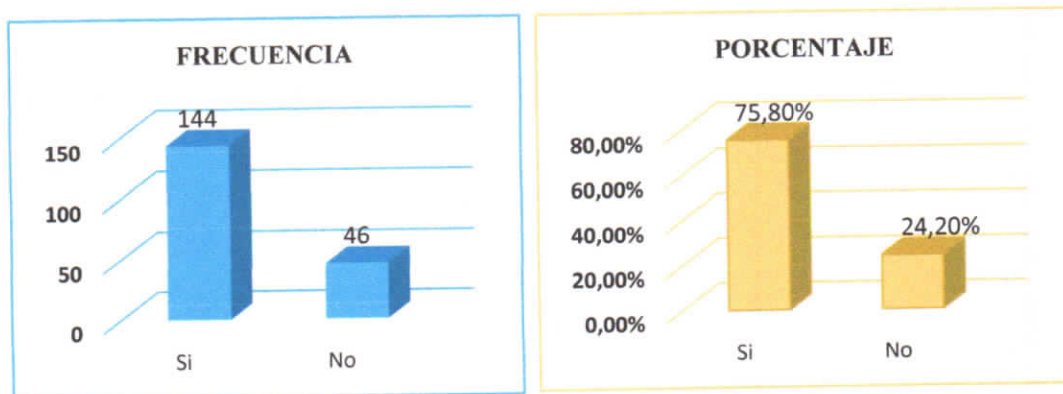 FRECUENCIA
144
150
100
46
50
0
Si
No
PORCENTAJE
75,80%
80,00%
60,00%
40,00%
24,20%
20,00%
0,00%
Si
No